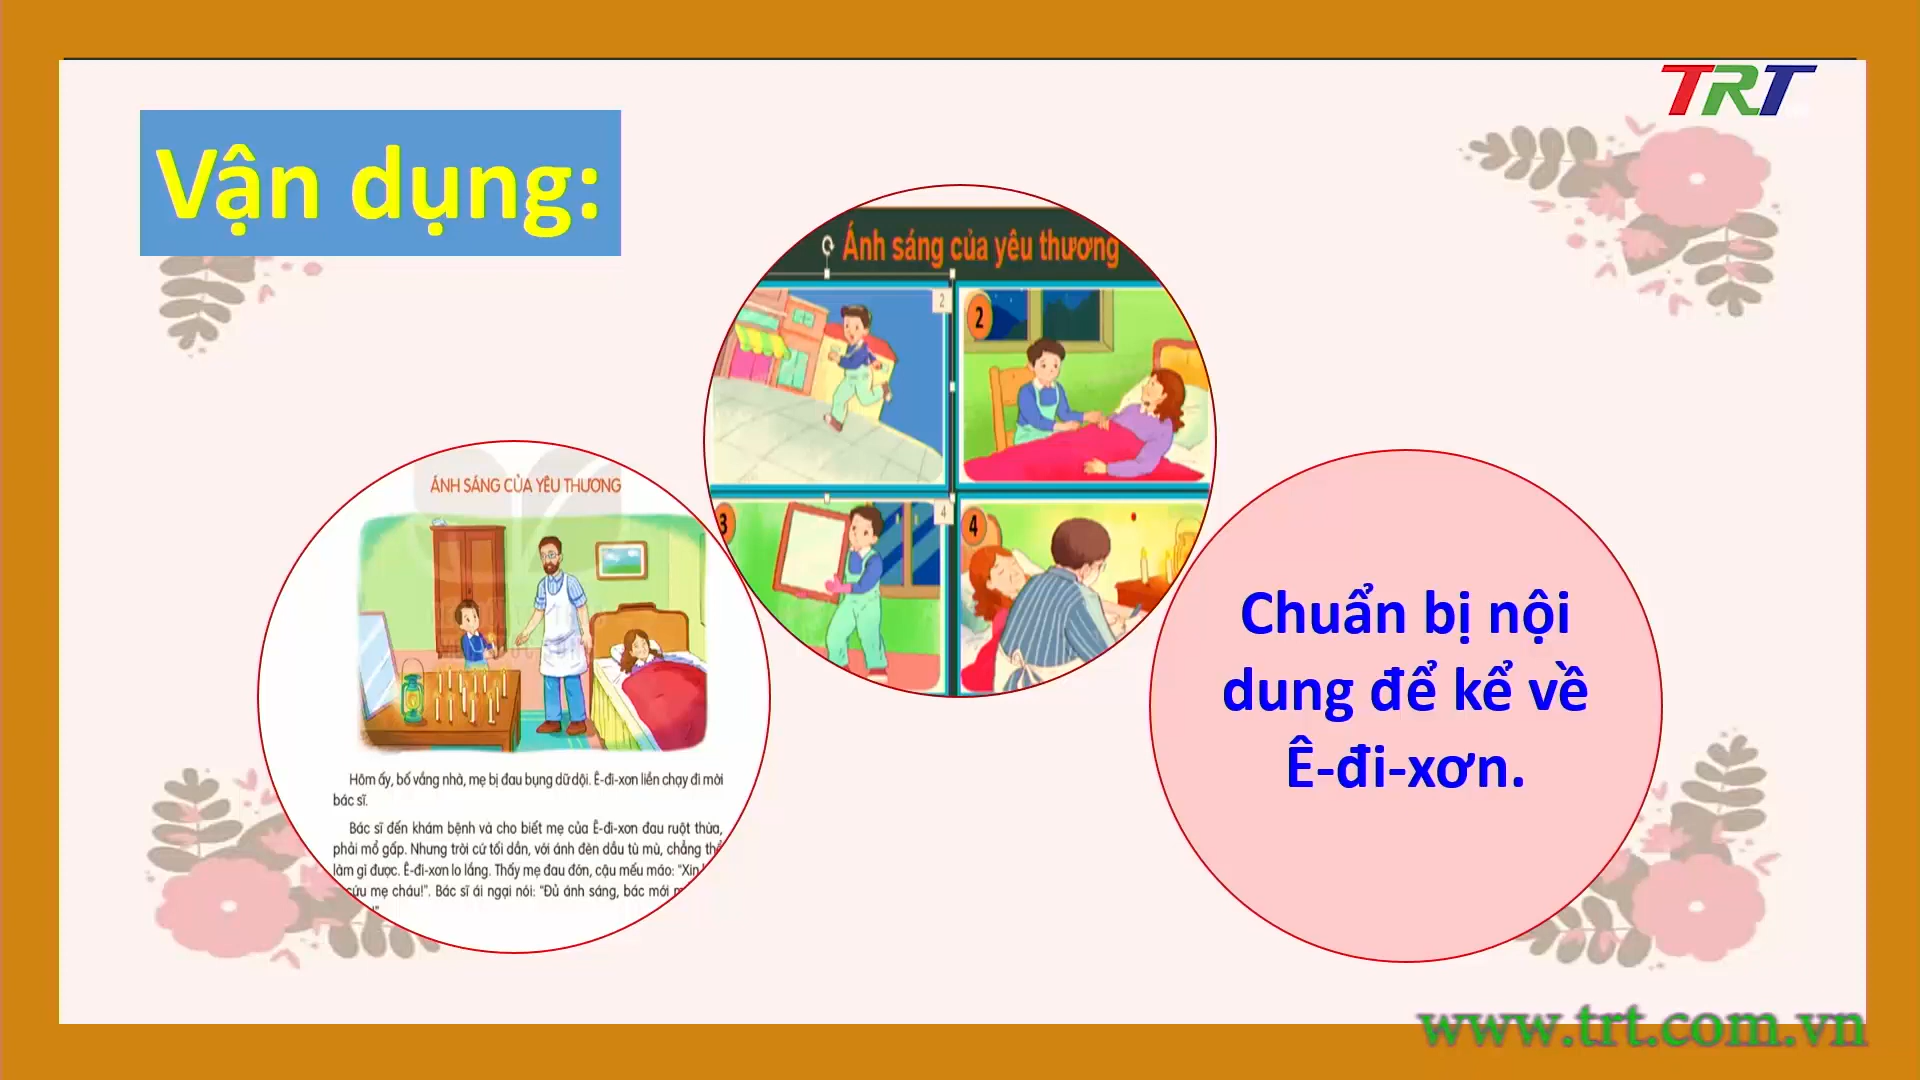 TRT
Vận dụng:
Ánh sáng của yêu thương
2
2
3
4
4
ÁNH SÁNG CỦA YÊU THƯƠNG
Hôm ấy, bố vắng nhà, mẹ bị đau bụng dữ dội. Ê-đi-xơn liền chạy đi mời
bác sĩ.
Bác sĩ đến khám bệnh và cho biết mẹ của Ê-đi-xơn đau ruột thừa,
phải mổ gấp. Nhưng trời cứ tối dần, với ánh đèn dầu tù mù, chẳng thể
làm gì được. Ê-đi-xơn lo lắng. Thấy mẹ đau đớn, cậu mếu máo: "Xin
cứu mẹ cháu!". Bác sĩ ái ngại nói: "Đủ ánh sáng, bác mới
Chuẩn bị nội
dung để kể về
Ê-đi-xơn.
www.trt.com.vn